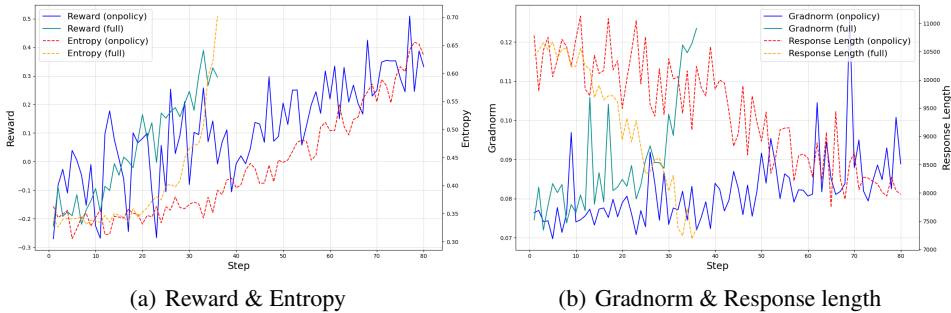 Reward (onpolicy)
Reward (full)
Entropy (onpolicy)
Entropy (full)
0.5
0.4
0.3
0.2
0.1
0.0
−0.1
−0.2
−0.3
Reward
0.70
0.65
0.60
0.55
0.50
0.45
0.40
0.35
0.30
Entropy
0 10 20 30 40 50 60 70 80
Step
(a) Reward & Entropy
Gradnorm (onpolicy)
Gradnorm (full)
Response Length (onpolicy)
Response Length (full)
0.12
0.11
0.10
0.09
0.08
0.07
Gradnorm
11000
10500
10000
9500
9000
8500
8000
7500
7000
Response Length
0 10 20 30 40 50 60 70 80
Step
(b) Gradnorm & Response length